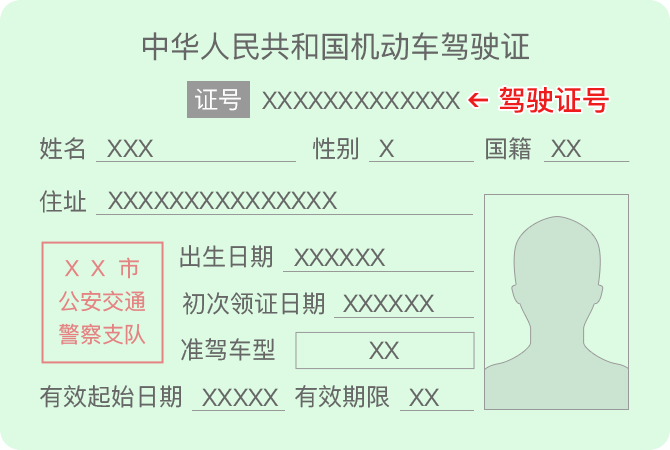 中华人民共和国机动车驾驶证
证号 XXXXXXXXXXXXX ← 驾驶证号
姓名 XXX 性别 X 国籍 XX
住址 XXXXXXXXXXXXXXX
出生日期 XXXXXX
X X 市
公安交通
警察支队
初次领证日期 XXXXXX
准驾车型 XX
有效起始日期 XXXXX 有效期限 XX